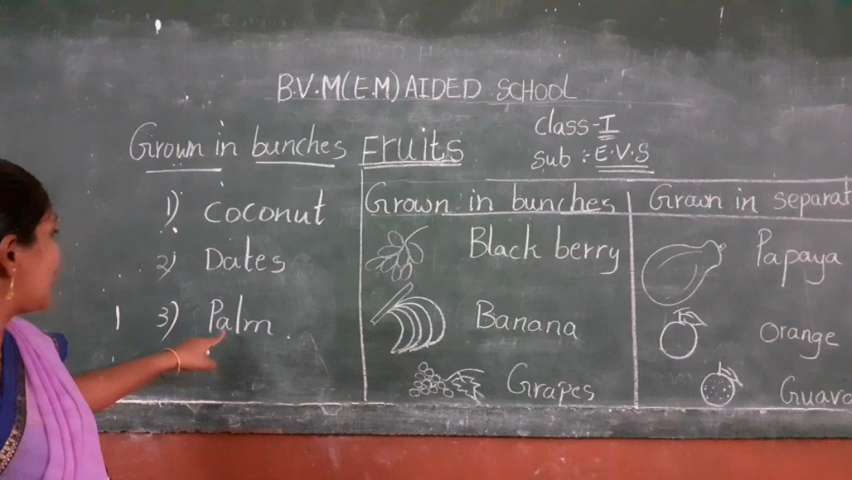 B.V.M(E.M) AIDED SCHOOL
class-I
sub : E.V.S
Fruits
Grown in bunches
1) coconut
2) Dates
3) Palm
Grown in bunches
Black berry
Banana
Grapes
Grown in separat
Papaya
orange
Guava